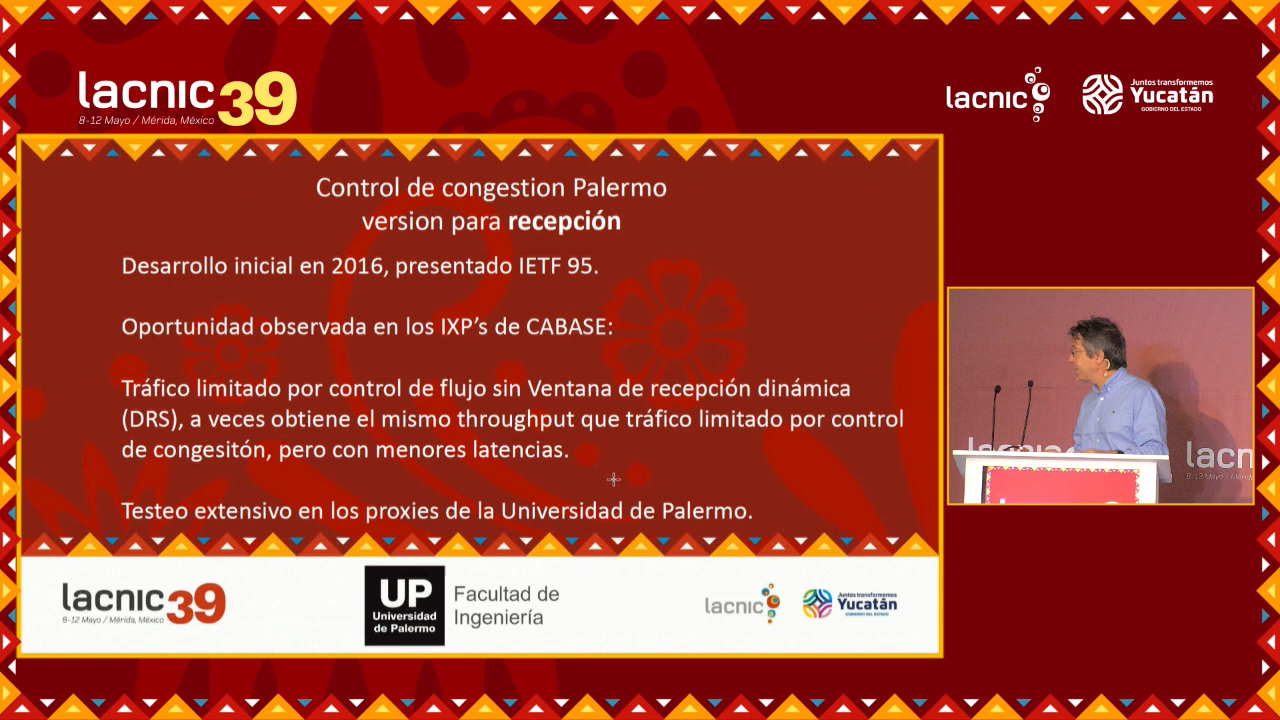 lacnic39
8-12 Mayo / Mérida, México
lacnic
Juntos transformemos
Yucatán
GOBIERNO DEL ESTADO
Control de congestion Palermo
version para recepción
Desarrollo inicial en 2016, presentado IETF 95.
Oportunidad observada en los IXP’s de CABASE:
Tráfico limitado por control de flujo sin Ventana de recepción dinámica
(DRS), a veces obtiene el mismo throughput que tráfico limitado por control
de congesitón, pero con menores latencias.
Testeo extensivo en los proxies de la Universidad de Palermo.
lacnic39
8-12 Mayo / Mérida, México
UP
Universidad
de Palermo
Facultad de
Ingeniería
lacnic
Juntos transformemos
Yucatán
GOBIERNO DEL ESTADO